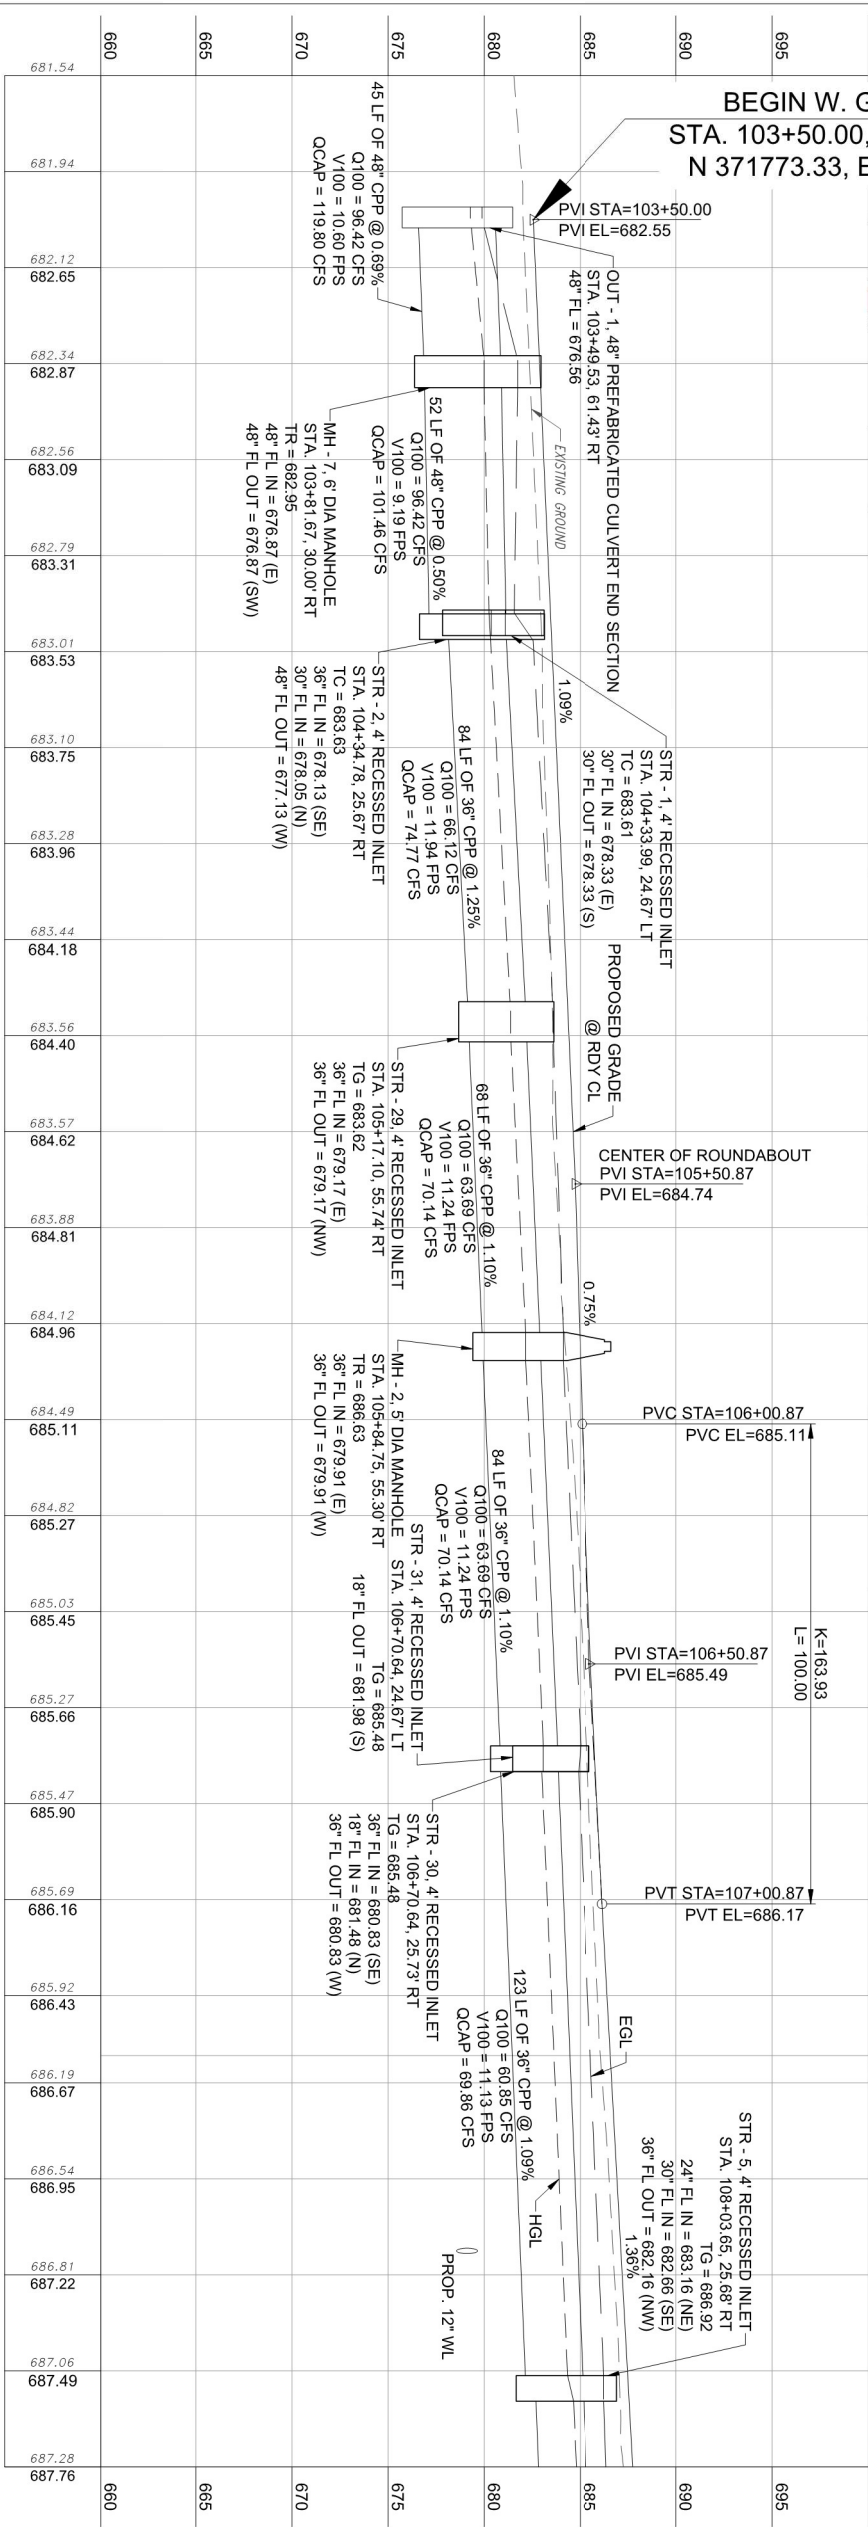 660
665
670
675
680
685
690
695
BEGIN W. G
STA. 103+50.00,
N 371773.33, E
PVI STA=103+50.00
PVI EL=682.55
OUT - 1, 48" PREFABRICATED CULVERT END SECTION
STA. 103+49.53, 61.43' RT
48" FL = 676.56
45 LF OF 48" CPP @ 0.69%
Q100 = 96.42 CFS
V100 = 10.60 FPS
QCAP = 119.80 CFS
EXISTING GROUND
52 LF OF 48" CPP @ 0.50%
Q100 = 96.42 CFS
V100 = 9.19 FPS
QCAP = 101.46 CFS
MH - 7, 6' DIA MANHOLE
STA. 103+81.67, 30.00' RT
TR = 682.95
48" FL IN = 676.87 (E)
48" FL OUT = 676.87 (SW)
1.09%
STR - 1, 4' RECESSED INLET
STA. 104+33.99, 24.67' LT
TC = 683.61
30" FL IN = 678.33 (E)
30" FL OUT = 678.33 (S)
STR - 2, 4' RECESSED INLET
STA. 104+34.78, 25.67' RT
TC = 683.63
36" FL IN = 678.13 (SE)
30" FL IN = 678.05 (N)
48" FL OUT = 677.13 (W)
84 LF OF 36" CPP @ 1.25%
Q100 = 66.12 CFS
V100 = 11.94 FPS
QCAP = 74.77 CFS
PROPOSED GRADE
@ RDY CL
STR - 29, 4' RECESSED INLET
STA. 105+17.10, 55.74' RT
TG = 683.62
36" FL IN = 679.17 (E)
36" FL OUT = 679.17 (NW)
68 LF OF 36" CPP @ 1.10%
Q100 = 63.69 CFS
V100 = 11.24 FPS
QCAP = 70.14 CFS
CENTER OF ROUNDABOUT
PVI STA=105+50.87
PVI EL=684.74
0.75%
MH - 2, 5' DIA MANHOLE
STA. 105+84.75, 55.30' RT
TR = 686.63
36" FL IN = 679.91 (E)
36" FL OUT = 679.91 (W)
PVC STA=106+00.87
PVC EL=685.11
84 LF OF 36" CPP @ 1.10%
Q100 = 63.69 CFS
V100 = 11.24 FPS
QCAP = 70.14 CFS
STR - 31, 4' RECESSED INLET
STA. 106+70.64, 24.67' LT
TG = 685.48
18" FL OUT = 681.98 (S)
K=163.93
L= 100.00
PVI STA=106+50.87
PVI EL=685.49
STR - 30, 4' RECESSED INLET
STA. 106+70.64, 25.73' RT
TG = 685.48
36" FL IN = 680.83 (SE)
18" FL IN = 681.48 (N)
36" FL OUT = 680.83 (W)
PVT STA=107+00.87
PVT EL=686.17
123 LF OF 36" CPP @ 1.09%
Q100 = 60.85 CFS
V100 = 11.13 FPS
QCAP = 69.86 CFS
EGL
HGL
STR - 5, 4' RECESSED INLET
STA. 108+03.65, 25.68' RT
TG = 686.92
24" FL IN = 683.16 (NE)
30" FL IN = 682.66 (SE)
36" FL OUT = 682.16 (NW)
1.36%
PROP. 12" WL
681.54
681.94
682.12
682.65
682.34
682.87
682.56
683.09
682.79
683.31
683.01
683.53
683.10
683.75
683.28
683.96
683.44
684.18
683.56
684.40
683.57
684.62
683.88
684.81
684.12
684.96
684.49
685.11
684.82
685.27
685.03
685.45
685.27
685.66
685.47
685.90
685.69
686.16
685.92
686.43
686.19
686.67
686.54
686.95
686.81
687.22
687.06
687.49
687.28
687.76
660
665
670
675
680
685
690
695